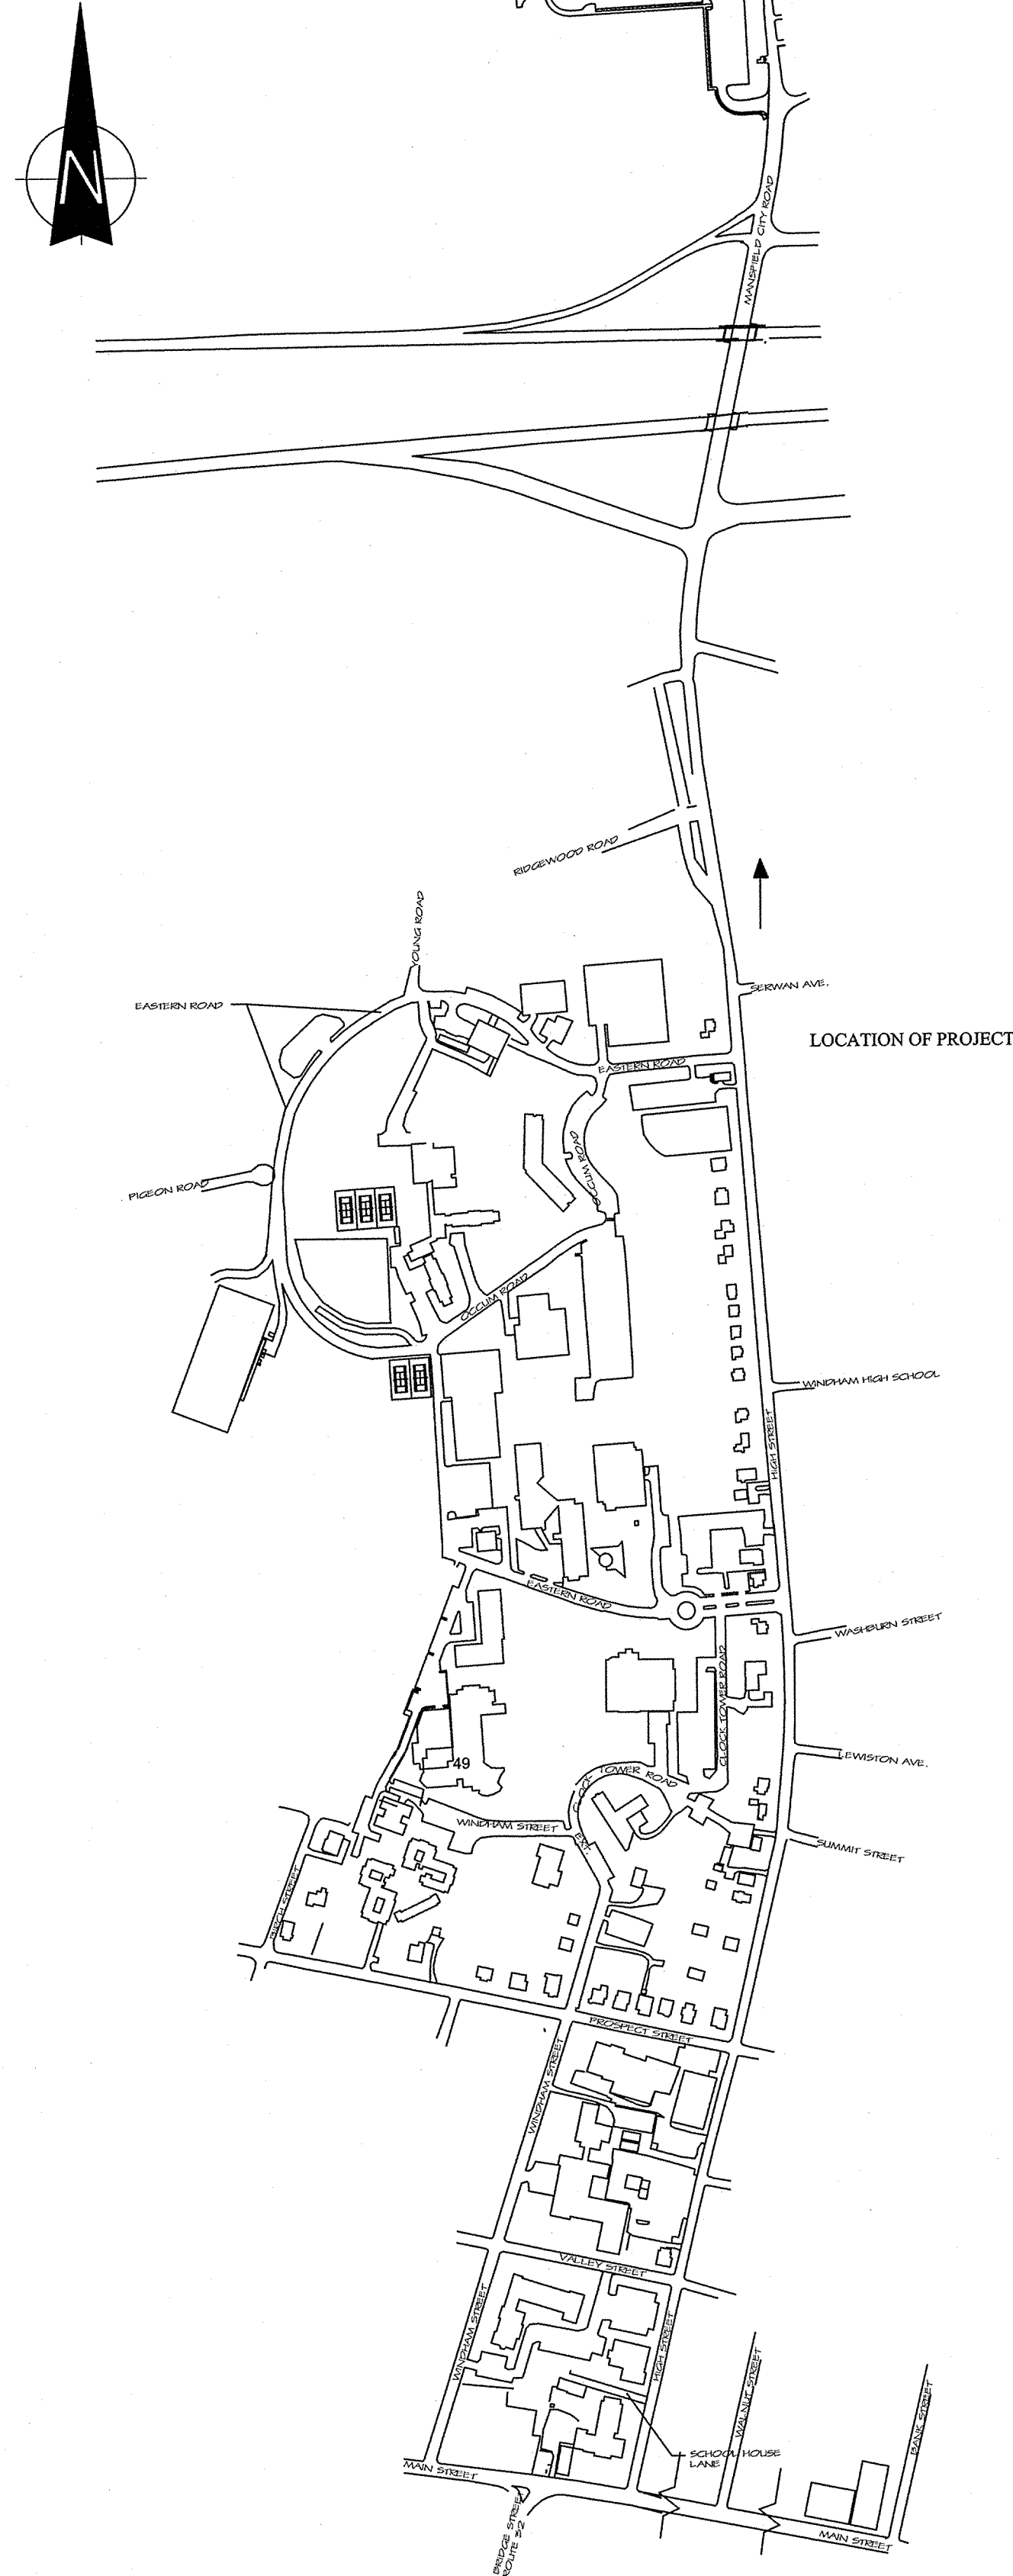 N
MANSFIELD CITY ROAD
RIDGEWOOD ROAD
YOUNG ROAD
SERWAN AVE.
EASTERN ROAD
LOCATION OF PROJECT
EASTERN ROAD
OCCUM ROAD
PIGEON ROAD
OCCUM ROAD
WINDHAM HIGH SCHOOL
HIGH STREET
EASTERN ROAD
WASHBURN STREET
CLOCK TOWER ROAD
LEWISTON AVE.
49
CLOCK TOWER ROAD
WINDHAM STREET
EXT.
SUMMIT STREET
BIRCH STREET
PROSPECT STREET
WINDHAM STREET
VALLEY STREET
WINDHAM STREET
HIGH STREET
WALNUT STREET
BANK STREET
SCHOOL HOUSE
LANE
MAIN STREET
BRIDGE STREET
ROUTE 32
MAIN STREET